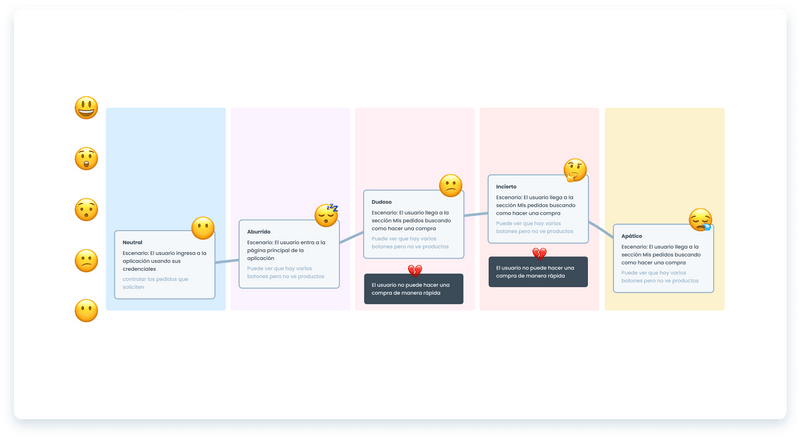 Neutral
Escenario: El usuario ingresa a la
aplicación usando sus
credenciales
controlar los pedidos que
soliciten
Aburrido
Escenario: El usuario entra a la
página principal de la
aplicación
Puede ver que hay varios
botones pero no ve productos
Dudoso
Escenario: El usuario llega a la
sección Mis pedidos buscando
como hacer una compra
Puede ver que hay varios
botones pero no ve productos
El usuario no puede hacer una
compra de manera rápida
Incierto
Escenario: El usuario llega a la
sección Mis pedidos buscando
como hacer una compra
Puede ver que hay varios
botones pero no ve productos
El usuario no puede hacer una
compra de manera rápida
Apático
Escenario: El usuario llega a la
sección Mis pedidos buscando
como hacer una compra
Puede ver que hay varios
botones pero no ve productos